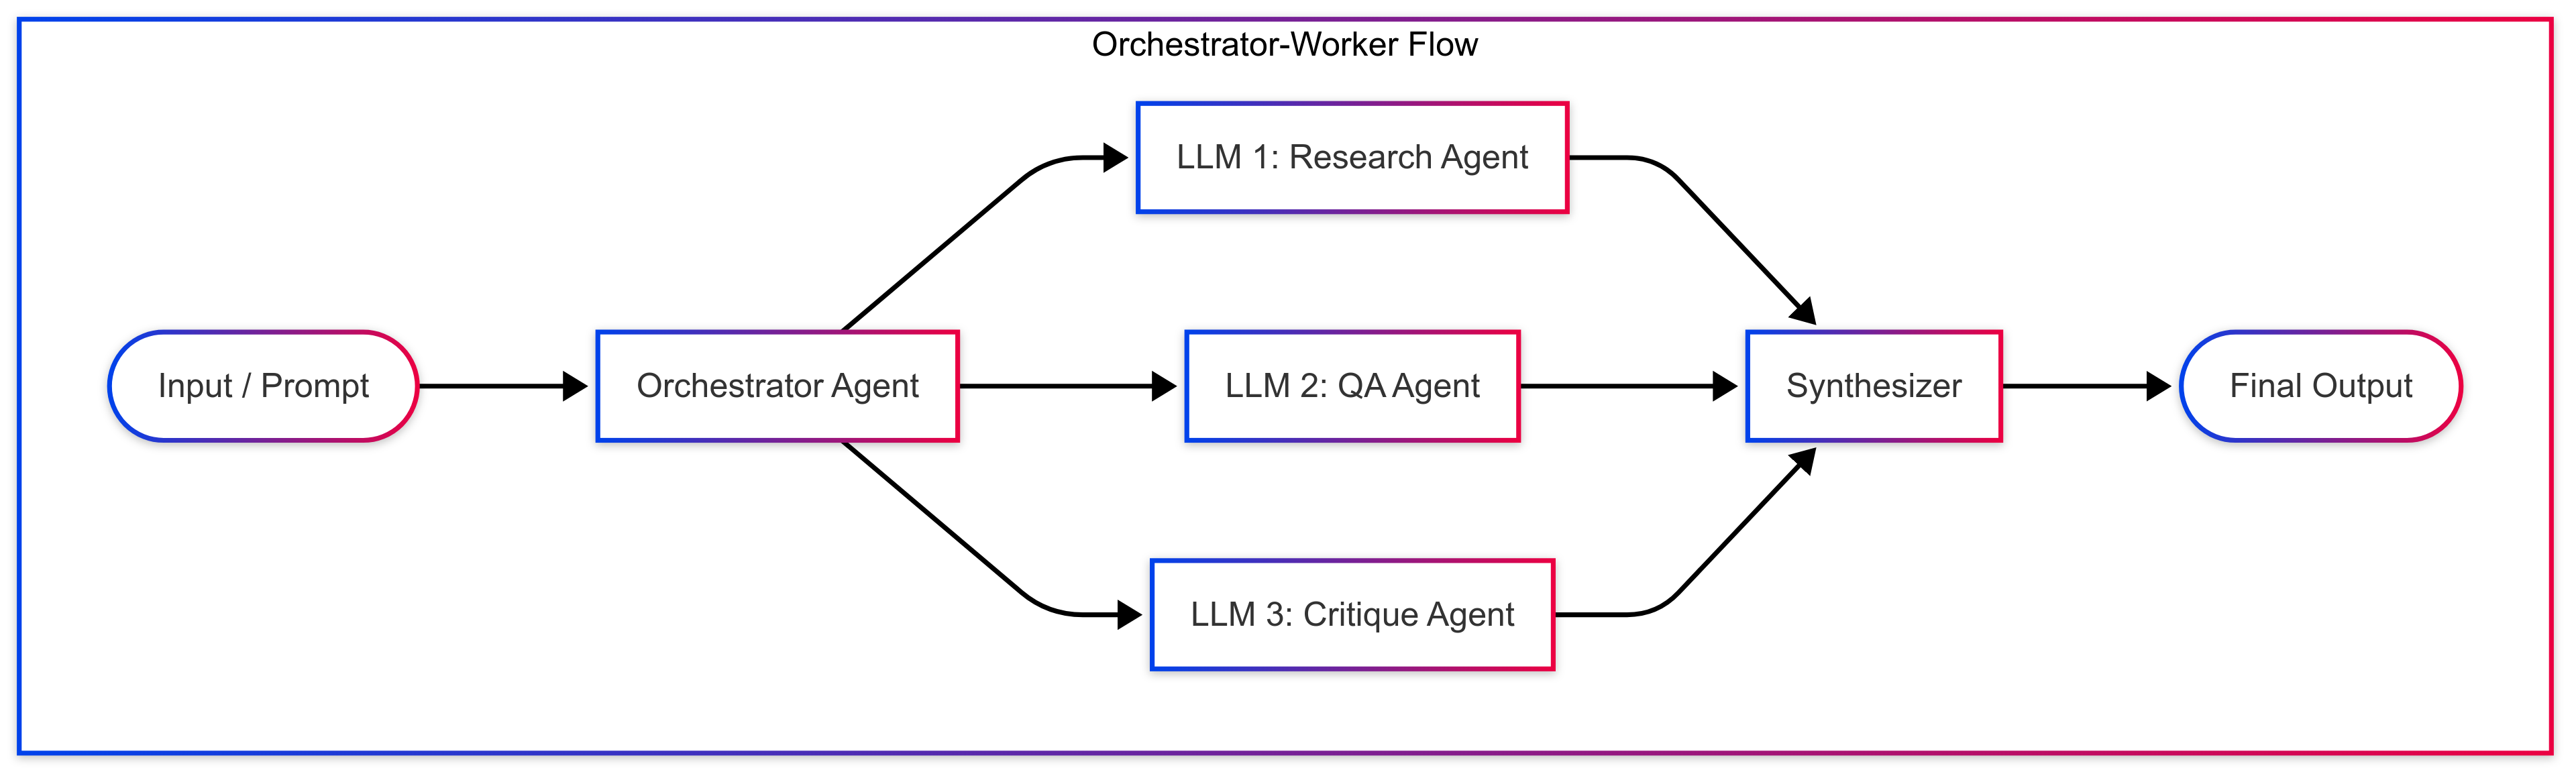 Orchestrator-Worker Flow
Input / Prompt
Orchestrator Agent
LLM 1: Research Agent
LLM 2: QA Agent
LLM 3: Critique Agent
Synthesizer
Final Output